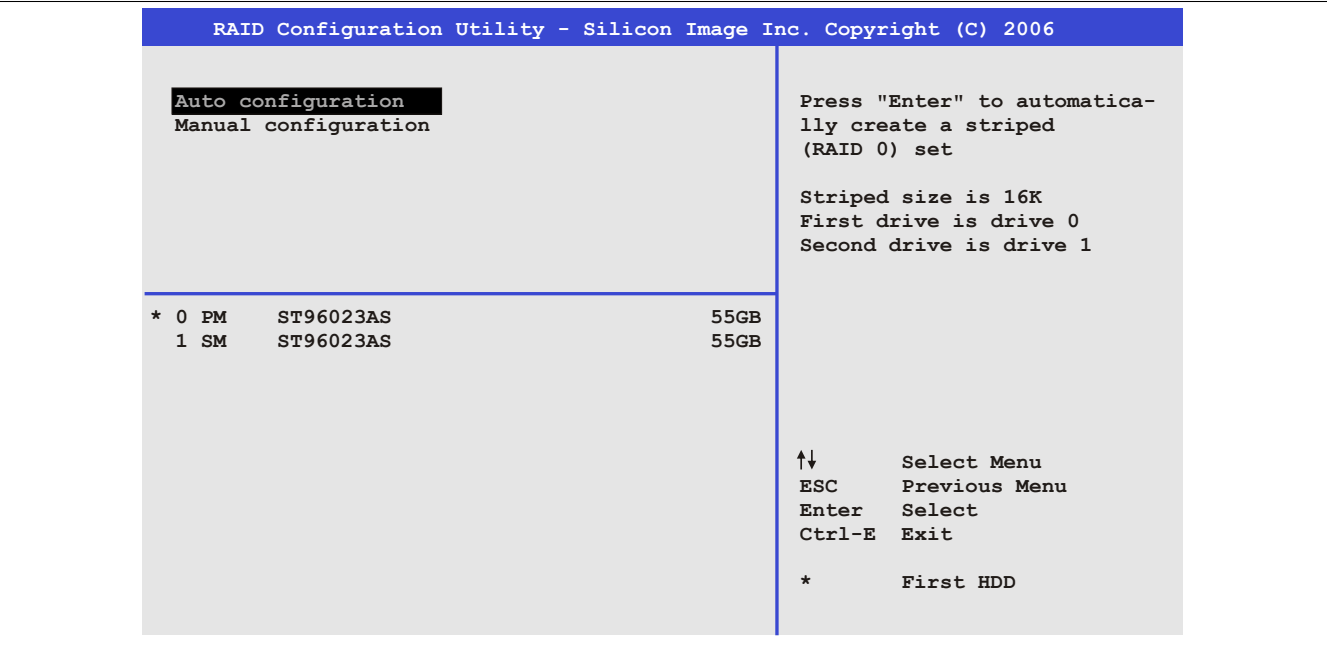 RAID Configuration Utility - Silicon Image Inc. Copyright (C) 2006
Auto configuration
Manual configuration
Press "Enter" to automatica-
lly create a striped
(RAID 0) set
Striped size is 16K
First drive is drive 0
Second drive is drive 1
* 0 PM ST96023AS 55GB
1 SM ST96023AS 55GB
↑↓ Select Menu
ESC Previous Menu
Enter Select
Ctrl-E Exit
* First HDD